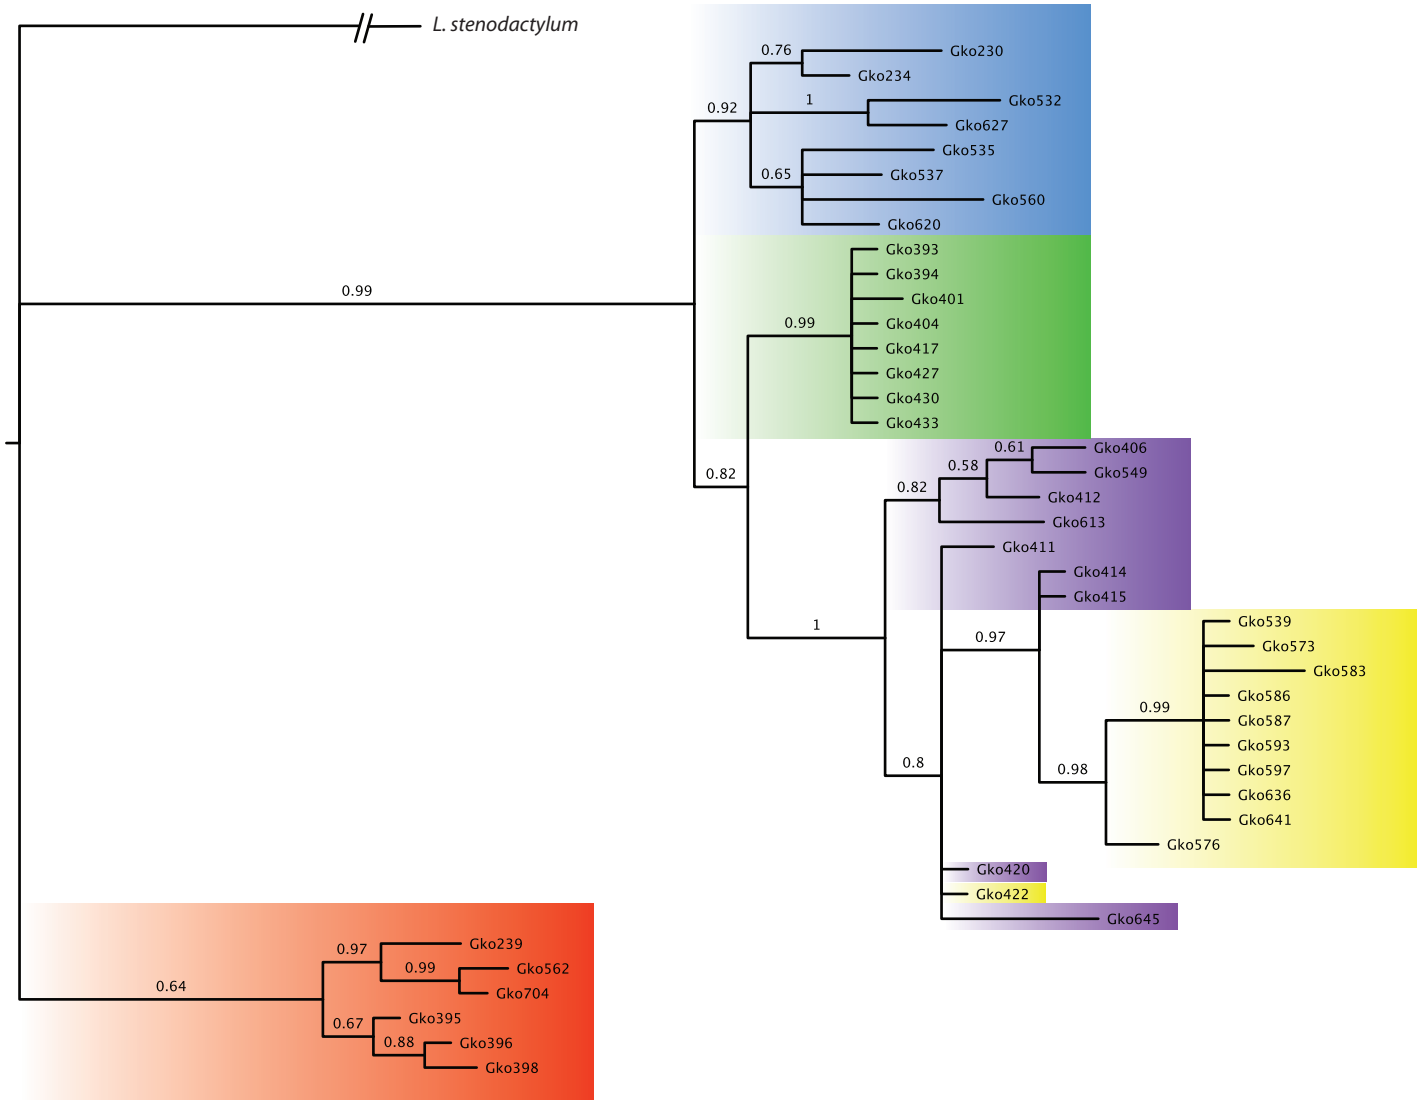 L. stenodactylum
0.76
Gko230
Gko234
0.92
1
Gko532
Gko627
0.65
Gko535
Gko537
Gko560
Gko620
Gko393
Gko394
0.99
Gko401
0.99
Gko404
Gko417
Gko427
Gko430
Gko433
0.61
Gko406
0.82
0.58
Gko549
0.82
Gko412
Gko613
Gko411
Gko414
Gko415
1
0.97
Gko539
Gko573
Gko583
Gko586
0.99
Gko587
Gko593
0.8
0.98
Gko597
Gko636
Gko641
Gko576
Gko420
Gko422
Gko645
0.97
Gko239
0.99
Gko562
0.64
Gko704
0.67
Gko395
0.88
Gko396
Gko398